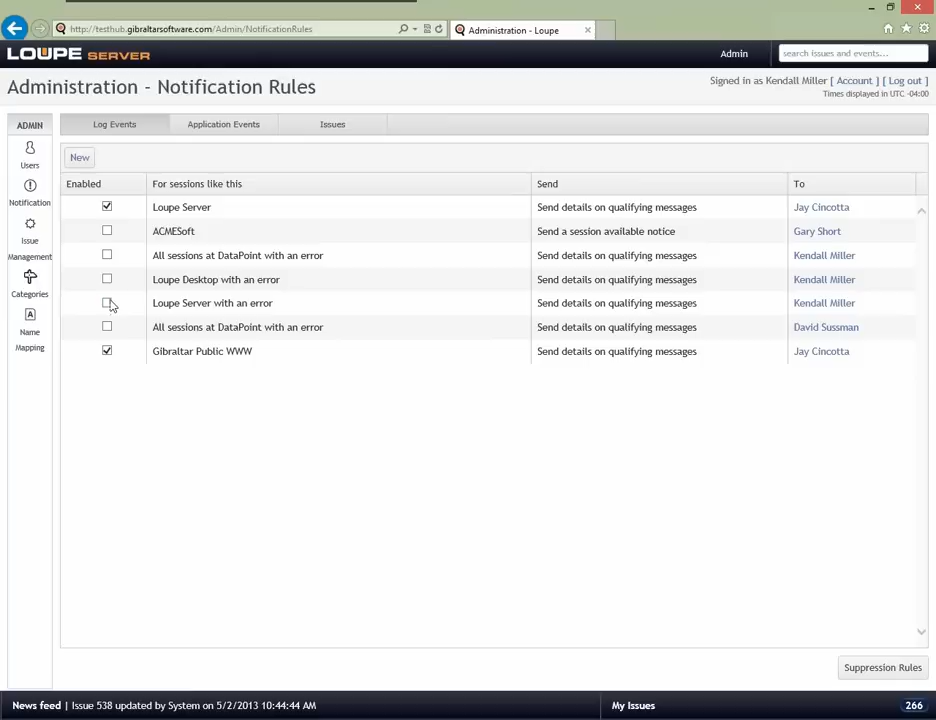 http://testhub.gibraltarsoftware.com/Admin/NotificationRules
Administration - Loupe
LOUPE SERVER
Admin
search issues and events...
Administration - Notification Rules
Signed in as Kendall Miller [ Account ] [ Log out ]
Times displayed in UTC -04:00
ADMIN
Log Events
Application Events
Issues
Users
Notification
Issue
Management
Categories
Name
Mapping
New
Enabled
For sessions like this
Send
To
Loupe Server
Send details on qualifying messages
Jay Cincotta
ACMESoft
Send a session available notice
Gary Short
All sessions at DataPoint with an error
Send details on qualifying messages
Kendall Miller
Loupe Desktop with an error
Send details on qualifying messages
Kendall Miller
Loupe Server with an error
Send details on qualifying messages
Kendall Miller
All sessions at DataPoint with an error
Send details on qualifying messages
David Sussman
Gibraltar Public WWW
Send details on qualifying messages
Jay Cincotta
Suppression Rules
News feed | Issue 538 updated by System on 5/2/2013 10:44:44 AM
My Issues
266